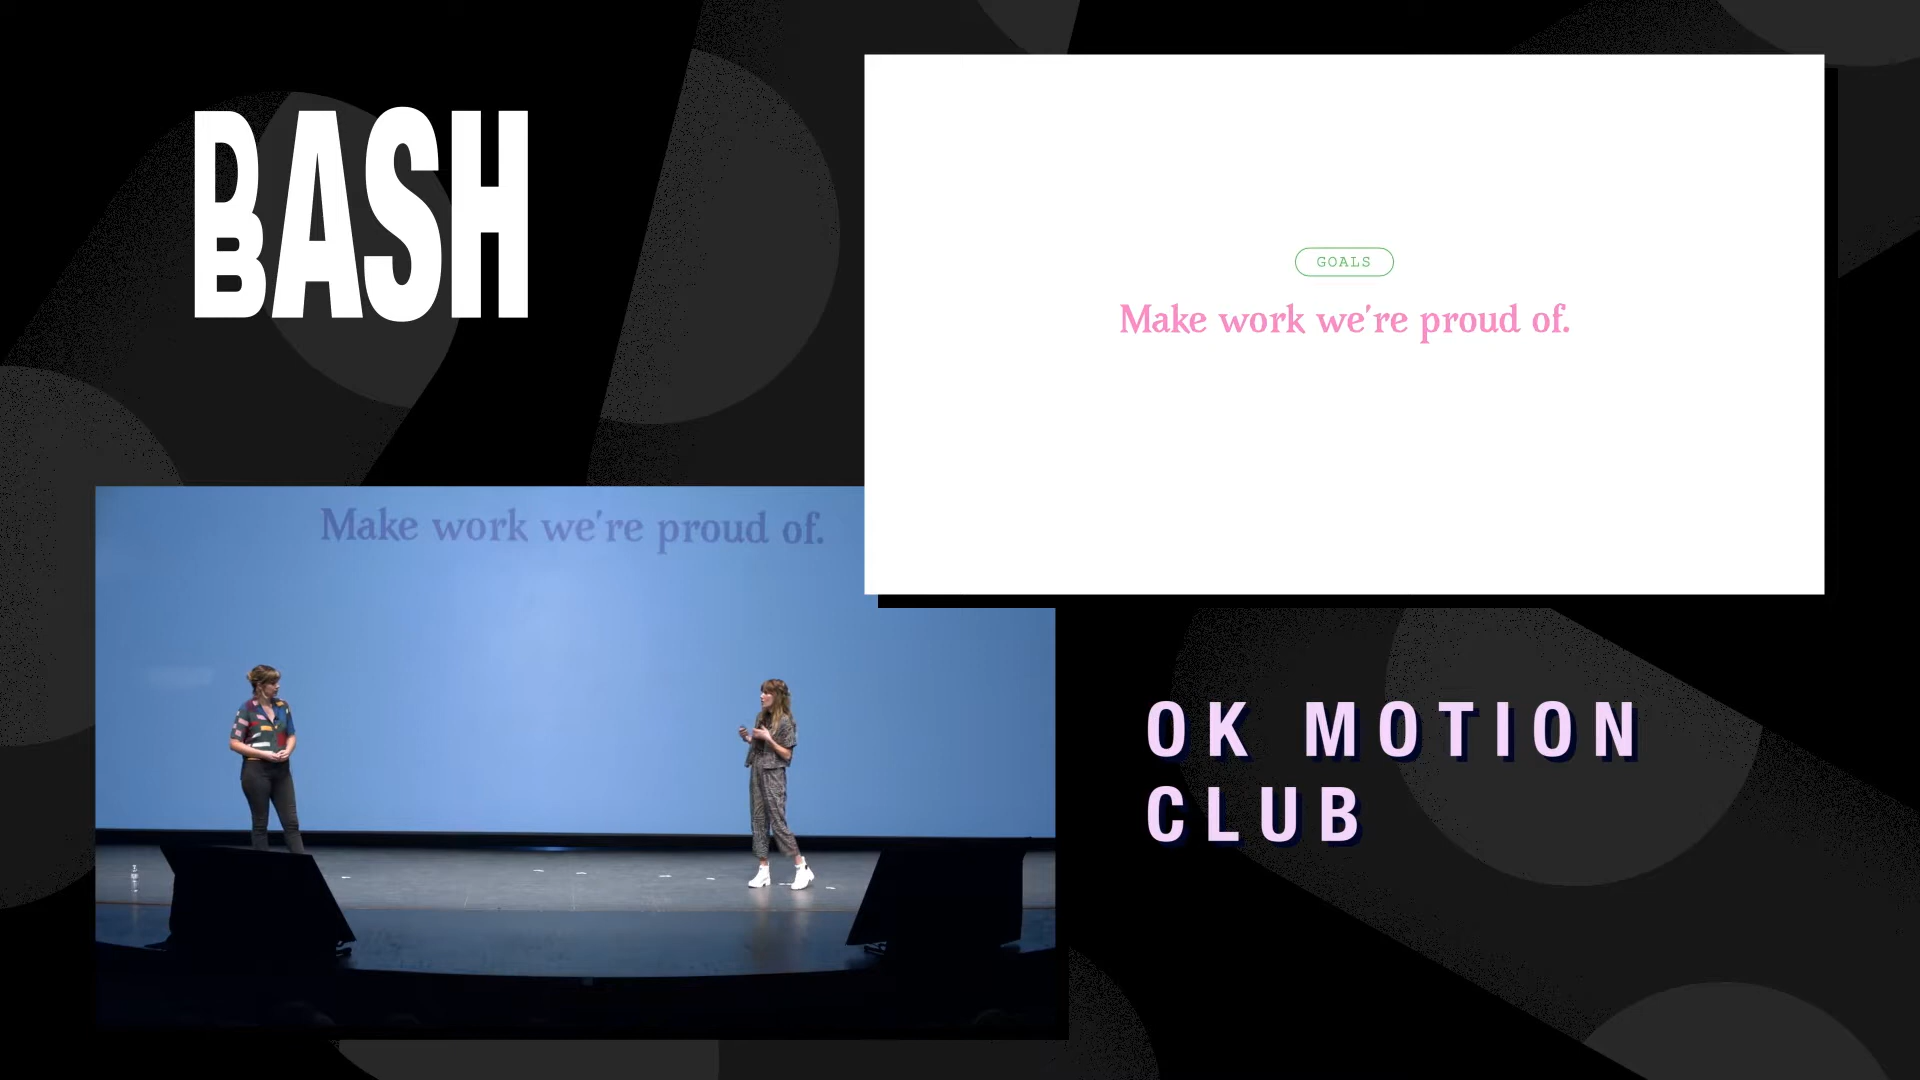 BASH
GOALS
Make work we're proud of.
Make work we're proud of.
OK MOTION
CLUB